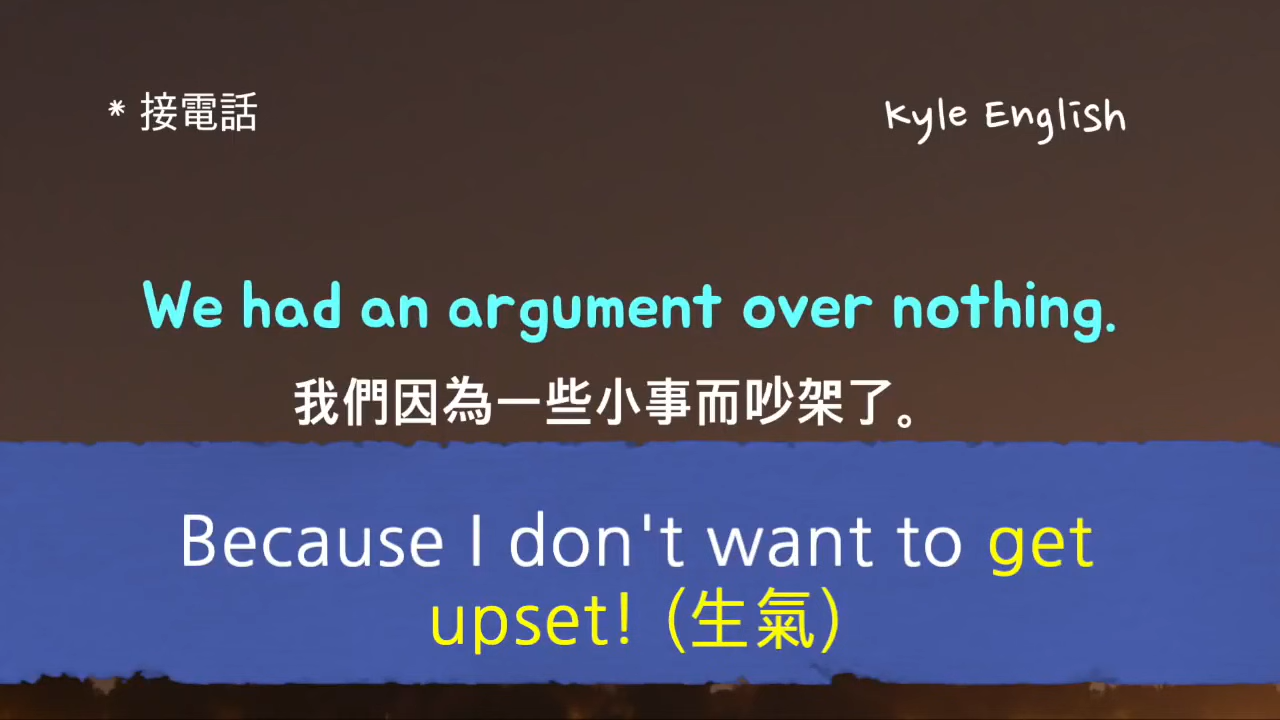 * 接電話
Kyle English
We had an argument over nothing.
我們因為一些小事而吵架了。
Because I don't want to get
upset! (生氣)